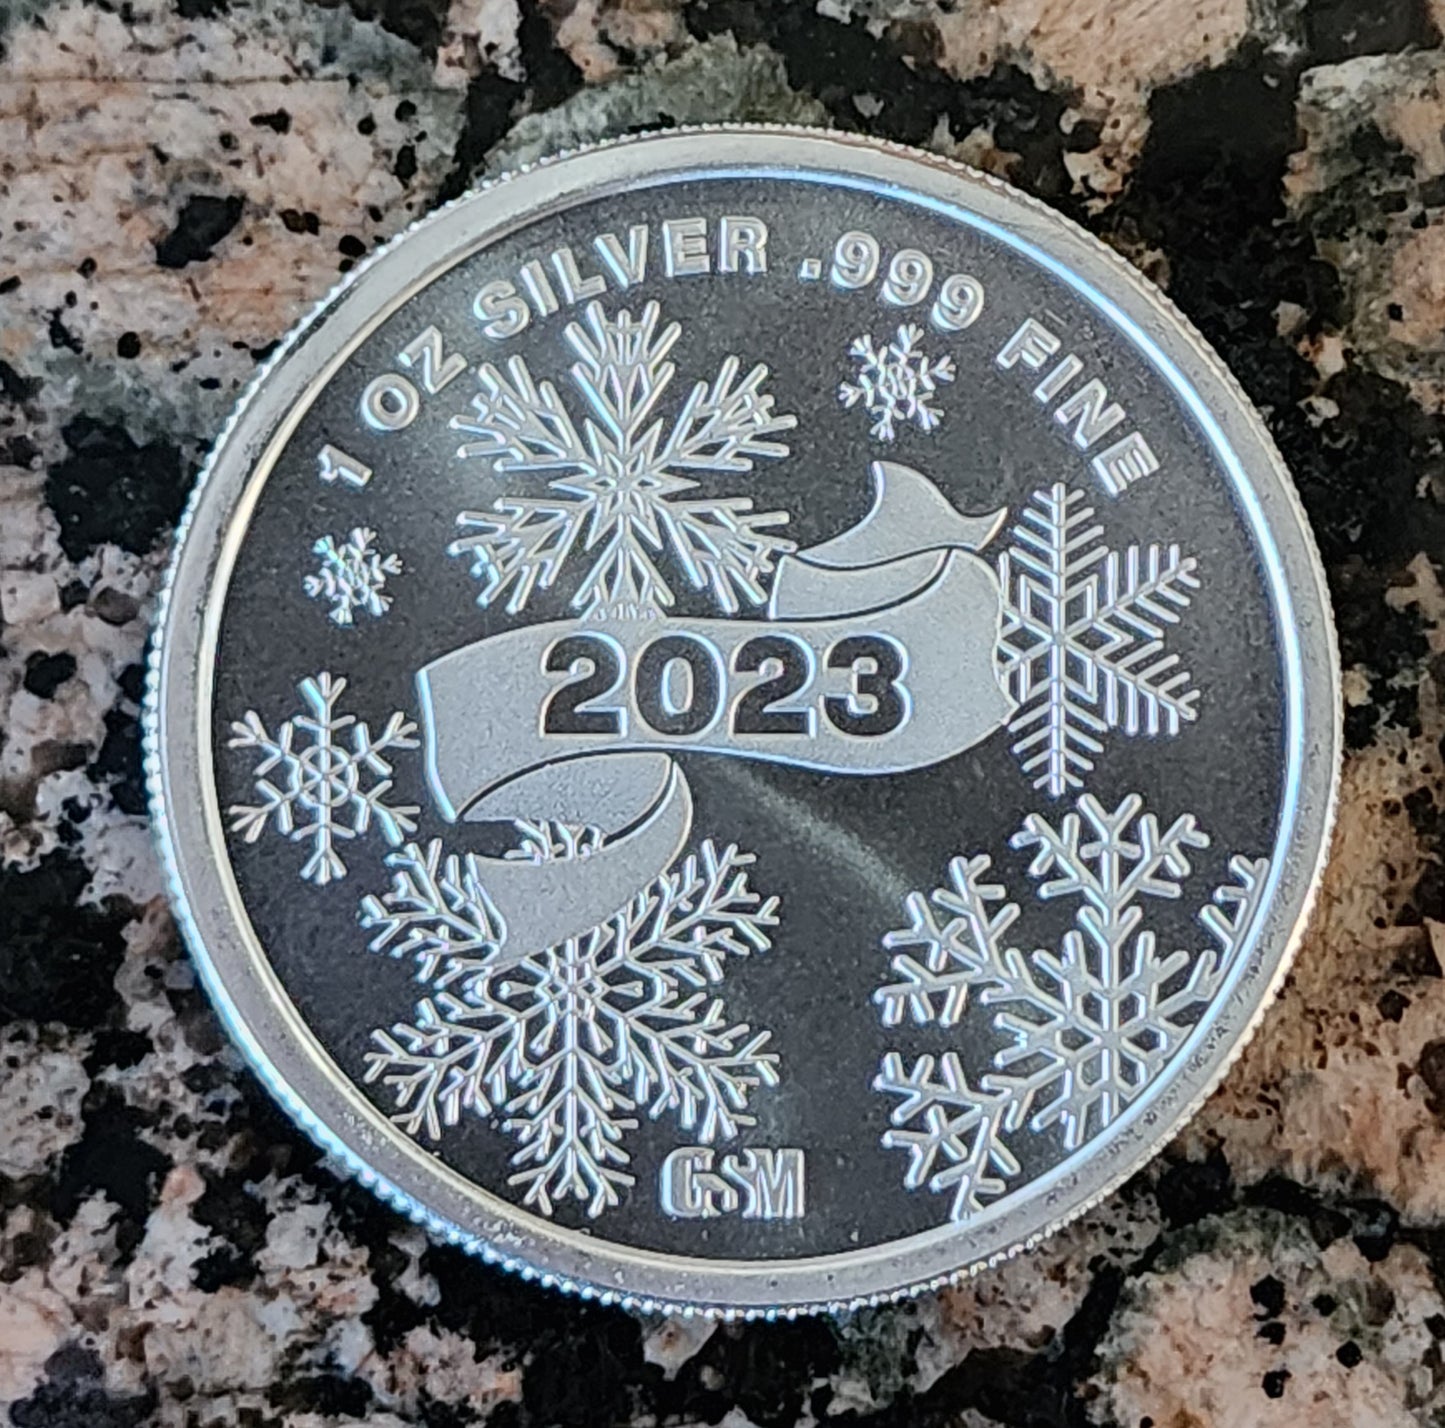 1 OZ SILVER .999 FINE
2023
GSM